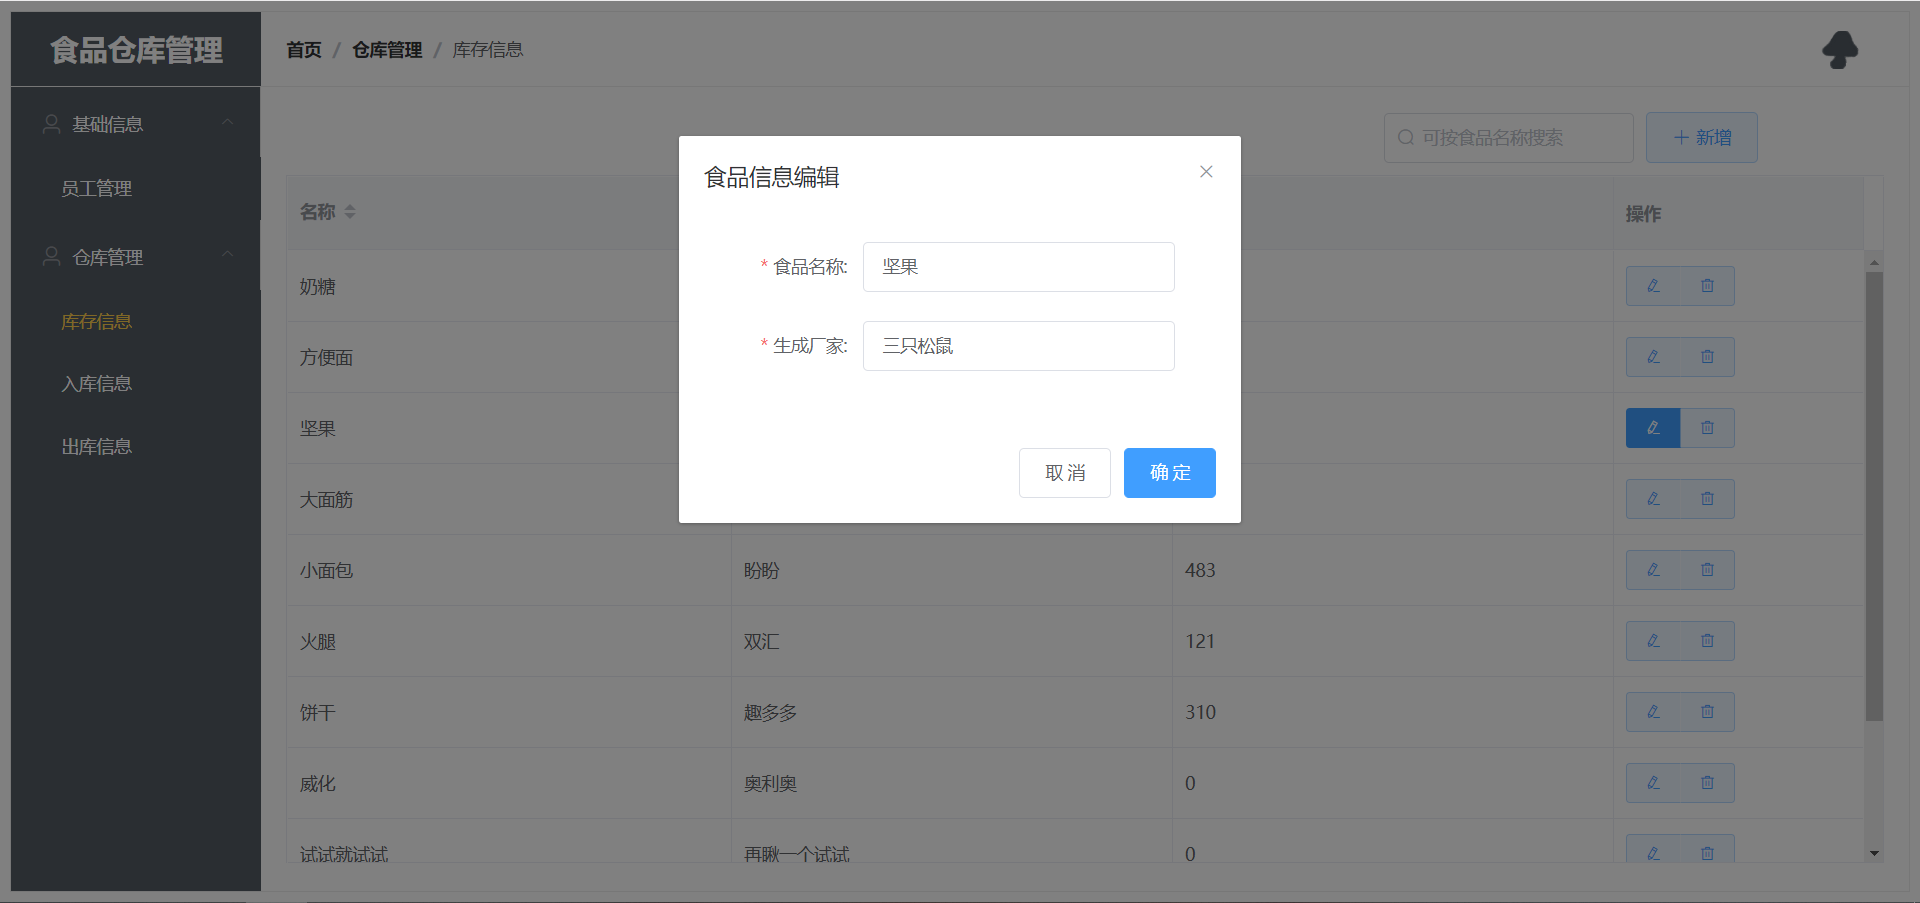 食品仓库管理
首页 / 仓库管理 / 库存信息
基础信息
员工管理
仓库管理
库存信息
入库信息
出库信息
可按食品名称搜索
新增
名称
操作
奶糖
方便面
坚果
大面筋
小面包 盼盼 483
火腿 双汇 121
饼干 趣多多 310
威化 奥利奥 0
试试就试试 再瞅一个试试 0
食品信息编辑
* 食品名称: 坚果
* 生成厂家: 三只松鼠
取消 确定